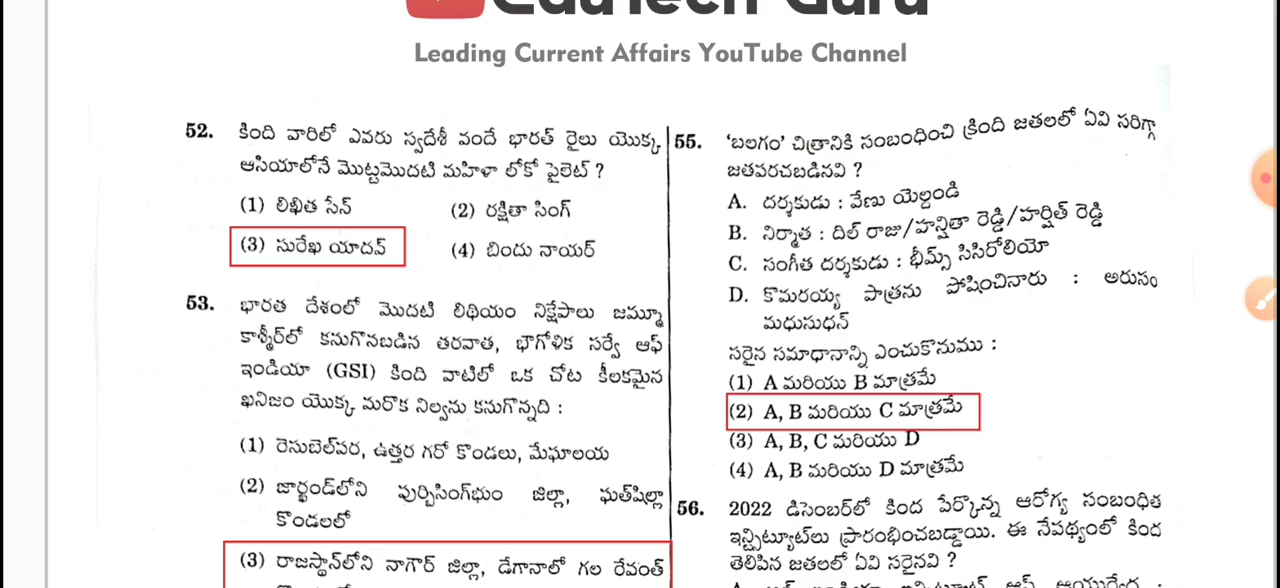 EduTech Guru
Leading Current Affairs YouTube Channel
52. కింది వారిలో ఎవరు స్వదేశీ వందే భారత్ రైలు యొక్క
ఆసియాలోనే మొట్టమొదటి మహిళా లోకో పైలెట్ ?
(1) లిఖిత సేన్
(2) రక్షితా సింగ్
(3) సురేఖ యాదవ్
(4) బిందు నాయర్
53. భారత దేశంలో మొదటి లిథియం నిక్షేపాలు జమ్మూ
కాశ్మీర్‌లో కనుగొనబడిన తరవాత, భౌగోళిక సర్వే ఆఫ్
ఇండియా (GSI) కింది వాటిలో ఒక చోట కీలకమైన
ఖనిజం యొక్క మరొక నిల్వను కనుగొన్నది :
(1) రెసుబెల్‌పర, ఉత్తర గరో కొండలు, మేఘాలయ
(2) జార్ఖండ్‌లోని పుర్బిసింగ్‌భుం జిల్లా, ఘత్‌షిల్లా
కొండలలో
(3) రాజస్థాన్‌లోని నాగౌర్ జిల్లా, డేగానాలో గల రేవంత్
55. 'బలగం' చిత్రానికి సంబంధించి క్రింది జతలలో ఏవి సరిగ్గా
జతపరచబడినవి ?
A. దర్శకుడు : వేణు యెల్దండి
B. నిర్మాత : దిల్ రాజు/హన్షితా రెడ్డి/హర్షిత్ రెడ్డి
C. సంగీత దర్శకుడు : భీమ్స్ సిసిరోలియో
D. కొమరయ్య పాత్రను పోషించినారు : అరుసం
మధుసుధన్
సరైన సమాధానాన్ని ఎంచుకొనుము :
(1) A మరియు B మాత్రమే
(2) A, B మరియు C మాత్రమే
(3) A, B, C మరియు D
(4) A, B మరియు D మాత్రమే
56. 2022 డిసెంబర్‌లో కింద పేర్కొన్న ఆరోగ్య సంబంధిత
ఇన్స్టిట్యూట్‌లు ప్రారంభించబడ్డాయి. ఈ నేపథ్యంలో కింద
తెలిపిన జతలలో ఏవి సరైనవి ?